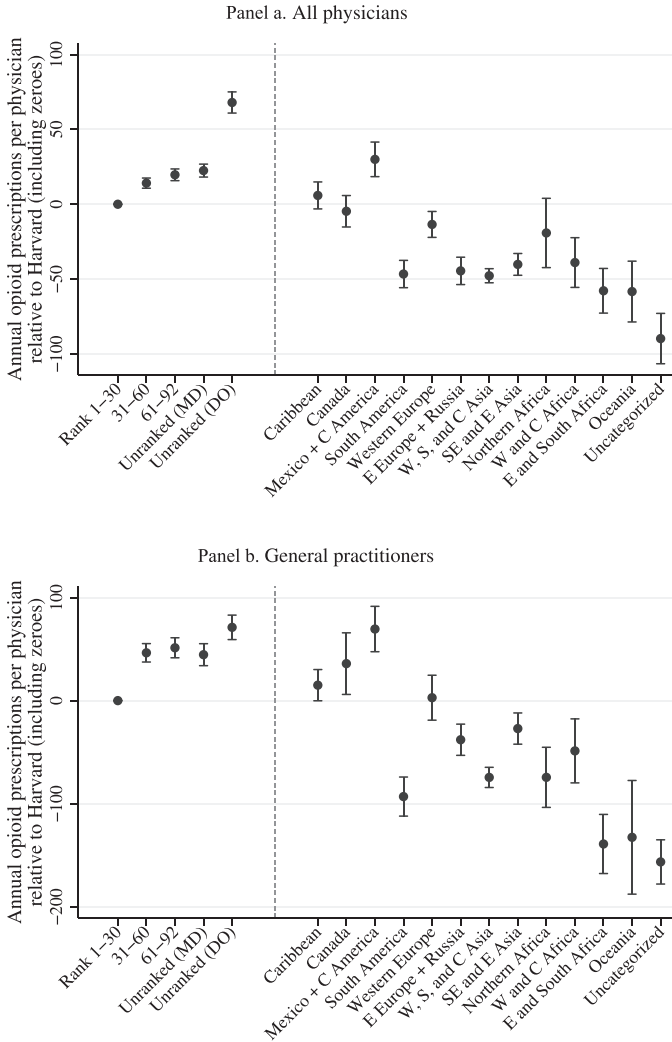 Panel a. All physicians
Annual opioid prescriptions per physician
relative to Harvard (including zeroes)
100
50
0
−50
−100
Rank 1–30
31–60
61–92
Unranked (MD)
Unranked (DO)
Caribbean
Canada
Mexico + C America
South America
Western Europe
E Europe + Russia
W, S, and C Asia
SE and E Asia
Northern Africa
W and C Africa
E and South Africa
Oceania
Uncategorized
Panel b. General practitioners
Annual opioid prescriptions per physician
relative to Harvard (including zeroes)
100
0
−100
−200
Rank 1–30
31–60
61–92
Unranked (MD)
Unranked (DO)
Caribbean
Canada
Mexico + C America
South America
Western Europe
E Europe + Russia
W, S, and C Asia
SE and E Asia
Northern Africa
W and C Africa
E and South Africa
Oceania
Uncategorized